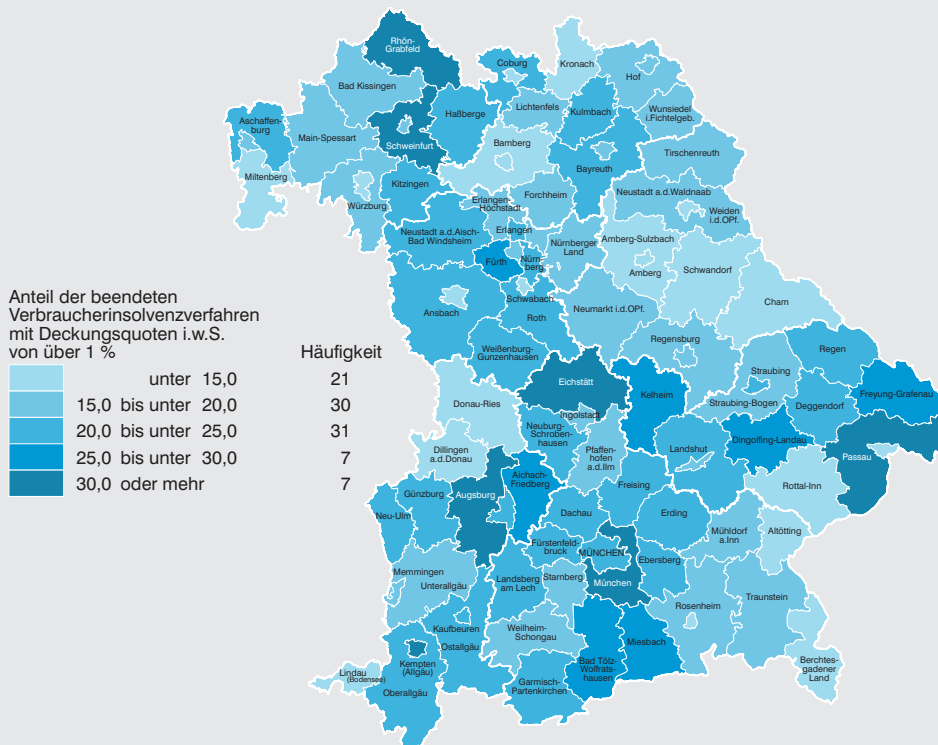 Rhön-
Grabfeld
Coburg
Kronach
Hof
Bad Kissingen
Lichtenfels
Kulmbach
Wunsiedel
i.Fichtelgeb.
Aschaffen-
burg
Main-Spessart
Schweinfurt
Haßberge
Bamberg
Bayreuth
Tirschenreuth
Miltenberg
Würzburg
Kitzingen
Erlangen-
Höchstadt
Forchheim
Neustadt a.d.Waldnaab
Weiden
i.d.OPf.
Neustadt a.d.Aisch-
Bad Windsheim
Erlangen
Fürth
Nürn-
berg
Nürnberger
Land
Amberg-Sulzbach
Amberg
Schwandorf
Cham
Ansbach
Schwabach
Roth
Neumarkt i.d.OPf.
Weißenburg-
Gunzenhausen
Regensburg
Regen
Anteil der beendeten
Verbraucherinsolvenzverfahren
mit Deckungsquoten i.w.S.
von über 1 %
Häufigkeit
unter 15,0 21
15,0 bis unter 20,0 30
20,0 bis unter 25,0 31
25,0 bis unter 30,0 7
30,0 oder mehr 7
Donau-Ries
Eichstätt
Ingolstadt
Kelheim
Straubing
Straubing-Bogen
Deggendorf
Freyung-Grafenau
Neuburg-
Schroben-
hausen
Pfaffen-
hofen
a.d.Ilm
Landshut
Dingolfing-Landau
Passau
Rottal-Inn
Dillingen
a.d.Donau
Günzburg
Augsburg
Aichach-
Friedberg
Freising
Neu-Ulm
Dachau
Erding
Mühldorf
a.Inn
Altötting
Fürstenfeld-
bruck
MÜNCHEN
Ebersberg
Memmingen
Unterallgäu
Landsberg
am Lech
Starnberg
München
Rosenheim
Traunstein
Kaufbeuren
Ostallgäu
Weilheim-
Schongau
Bad Tölz-
Wolfrats-
hausen
Miesbach
Berchtes-
gadener
Land
Lindau
(Bodensee)
Kempten
(Allgäu)
Oberallgäu
Garmisch-
Partenkirchen